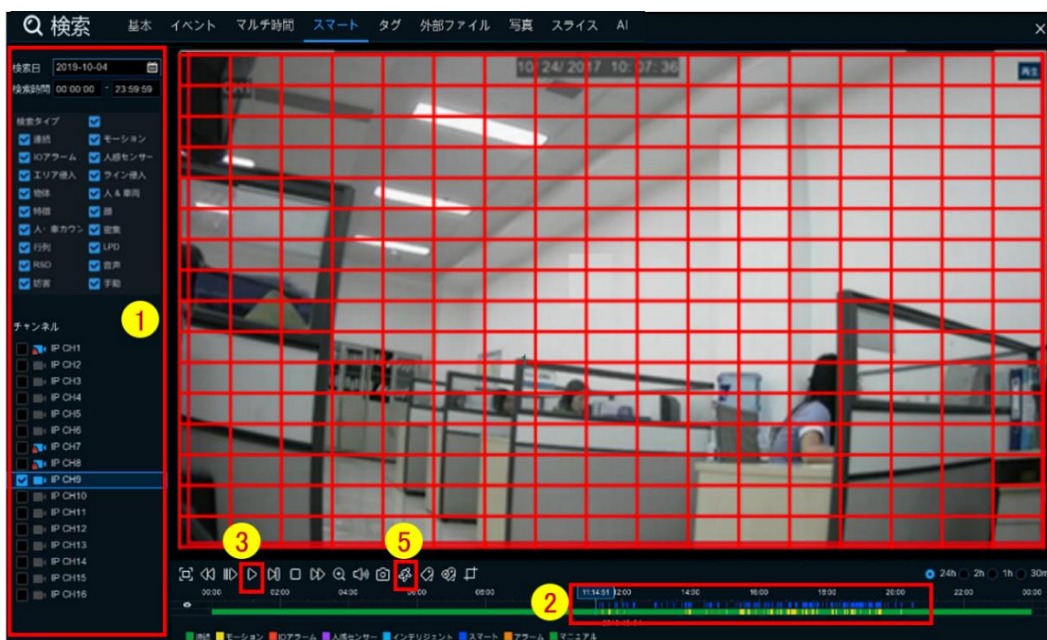 検索 基本 イベント マルチ時間 スマート タグ 外部ファイル 写真 スライス AI
検索日 2019-10-04
検索時間 00:00:00 - 23:59:59
検索タイプ
連続 モーション
IOアラーム 人感センサー
エリア侵入 ライン侵入
物体 人 & 車両
特徴 顔
人・車カウン 密集
行列 LPD
RSD 音声
妨害 手動
1
チャンネル
IP CH1
IP CH2
IP CH3
IP CH4
IP CH5
IP CH6
IP CH7
IP CH8
IP CH9
IP CH10
IP CH11
IP CH12
IP CH13
IP CH14
IP CH15
IP CH16
10/24/2017 10:07:36
再生
CH1
3
5
24h 2h 1h 30m
00:00 02:00 04:00 06:00 08:00 11:14:51 12:00 14:00 16:00 18:00 20:00 22:00 00:00
2
連続 モーション IOアラーム 人感センサー インテリジェント スマート アラーム マニュアル